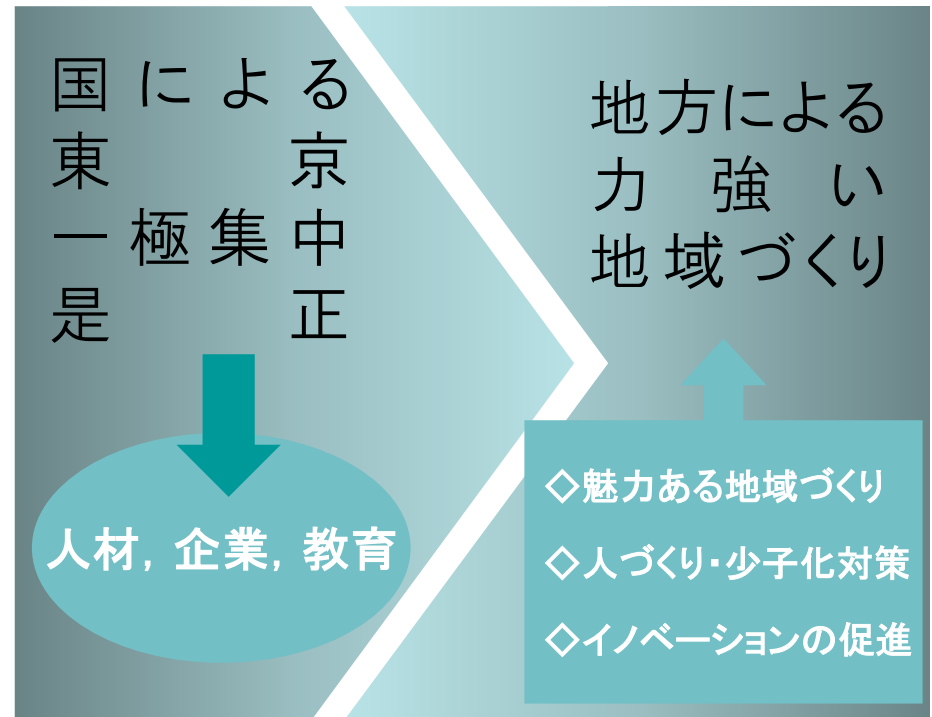 国による
東京
一極集中
是正
人材，企業，教育
地方による
力強い
地域づくり
◇魅力ある地域づくり
◇人づくり・少子化対策
◇イノベーションの促進